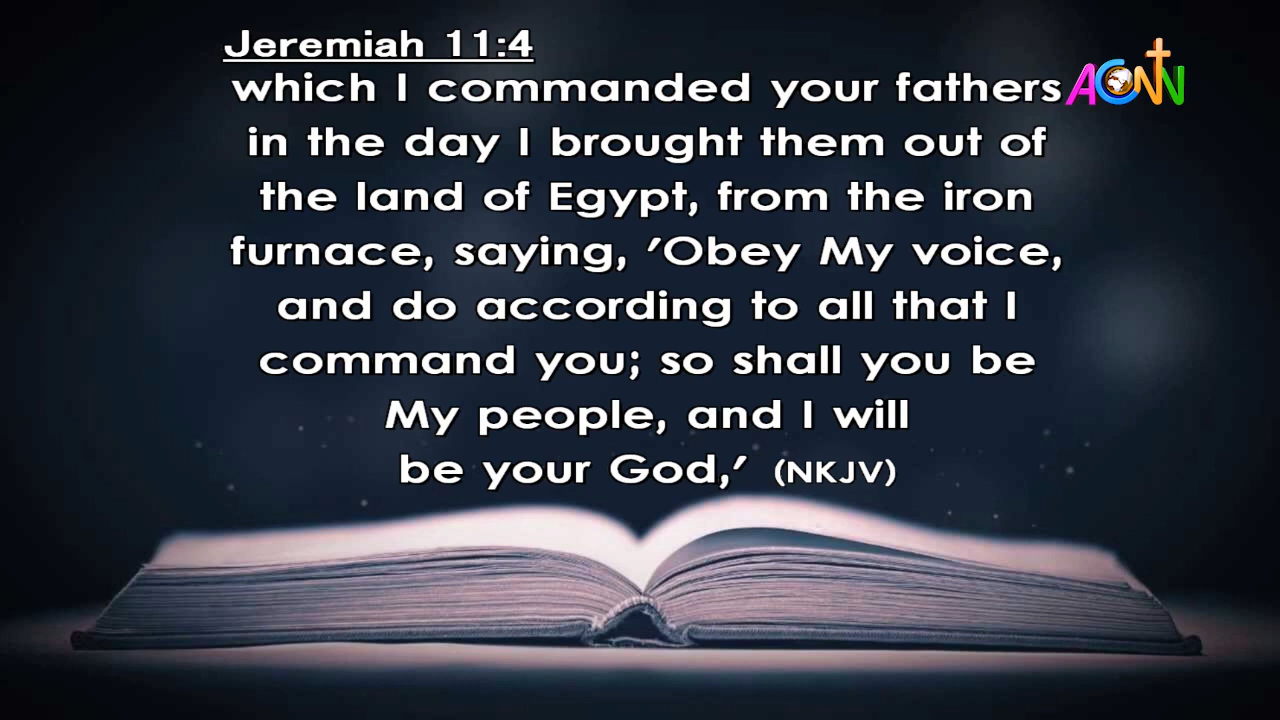 Jeremiah 11:4
which I commanded your fathers
ACNN
in the day I brought them out of
the land of Egypt, from the iron
furnace, saying, 'Obey My voice,
and do according to all that I
command you; so shall you be
My people, and I will
be your God,' (NKJV)